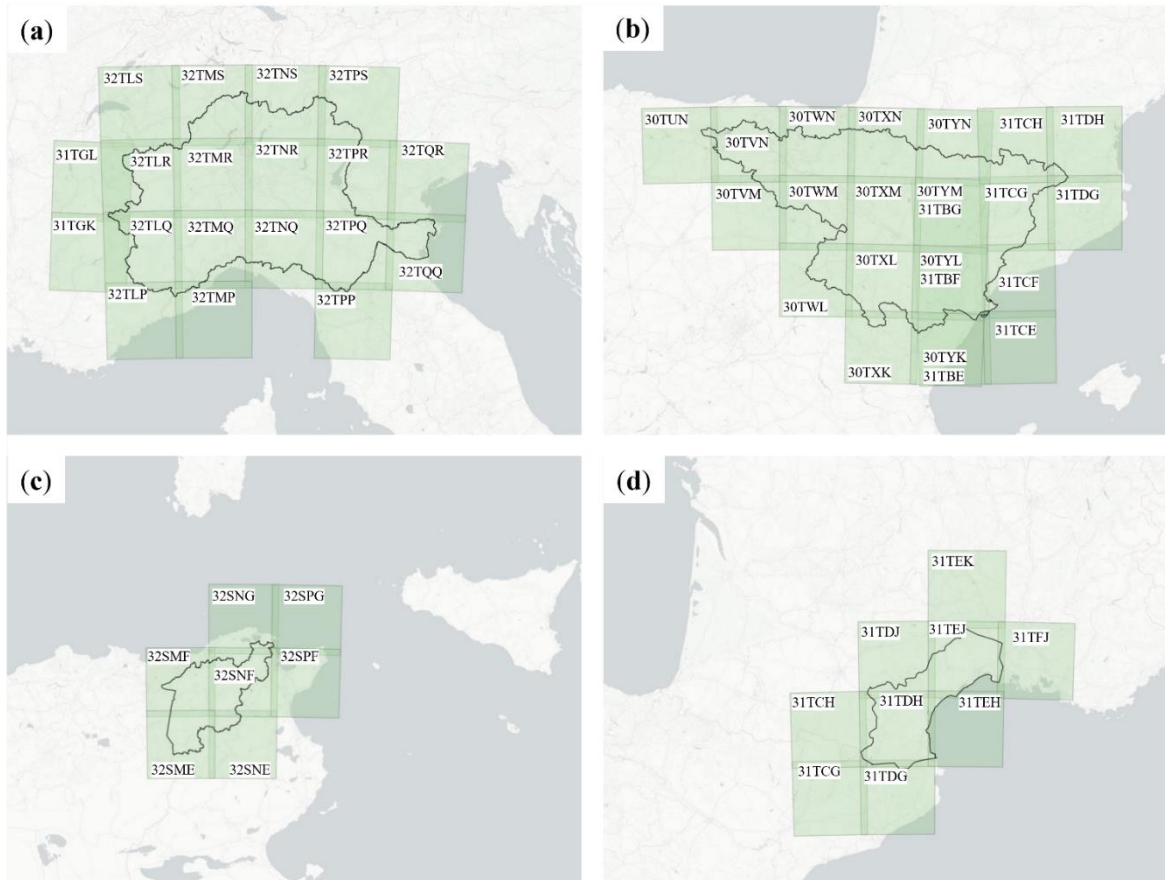 (a)
32TLS 32TMS 32TNS 32TPS
31TGL 32TLR 32TMR 32TNR 32TPR 32TQR
31TGK 32TLQ 32TMQ 32TNQ 32TPQ
32TQQ
32TLP 32TMP 32TPP
(b)
30TUN 30TVN 30TWN 30TXN 30TYN 31TCH 31TDH
30TVM 30TWM 30TXM 30TYM 31TCG 31TDG
31TBG
30TXL 30TYL
31TBF 31TCF
30TWL
31TCE
30TXK 30TYK
31TBE
(c)
32SNG 32SPG
32SMF 32SNF 32SPF
32SME 32SNE
(d)
31TEK
31TDJ 31TEJ 31TFJ
31TCH 31TDH 31TEH
31TCG 31TDG